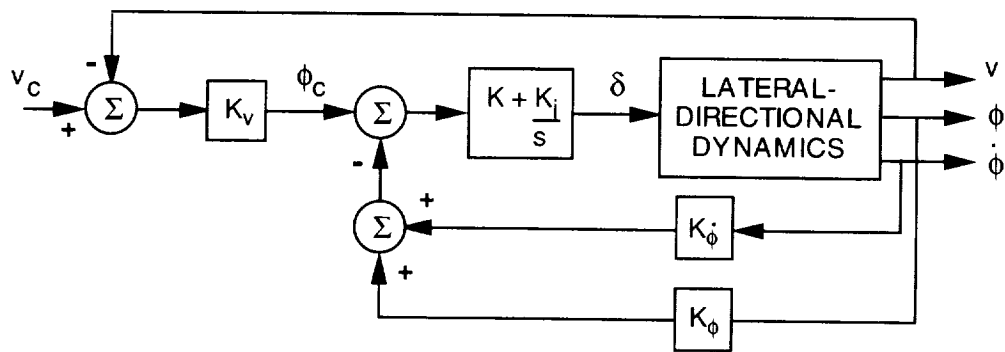 v_c
-
+
Σ
K_v
ϕ_c
Σ
-
K + K_i
s
δ
LATERAL-
DIRECTIONAL
DYNAMICS
v
ϕ
ϕ̇
Σ
+
+
K_ϕ̇
K_ϕ